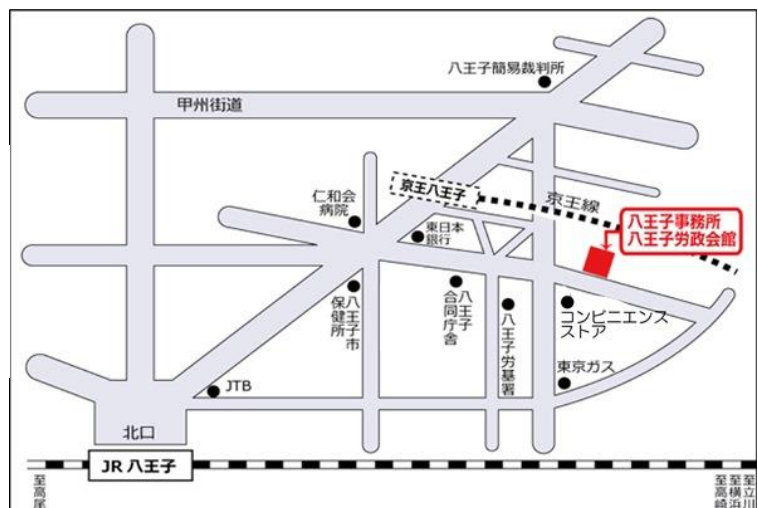 八王子簡易裁判所
甲州街道
京王八王子
京王線
仁和会
病院
東日本
銀行
八王子事務所
八王子労政会館
八王子市
保健所
八王子
合同庁舎
八王子労基署
コンビニエンス
ストア
東京ガス
JTB
北口
JR 八王子
至高尾
至立川
至横浜
至高崎